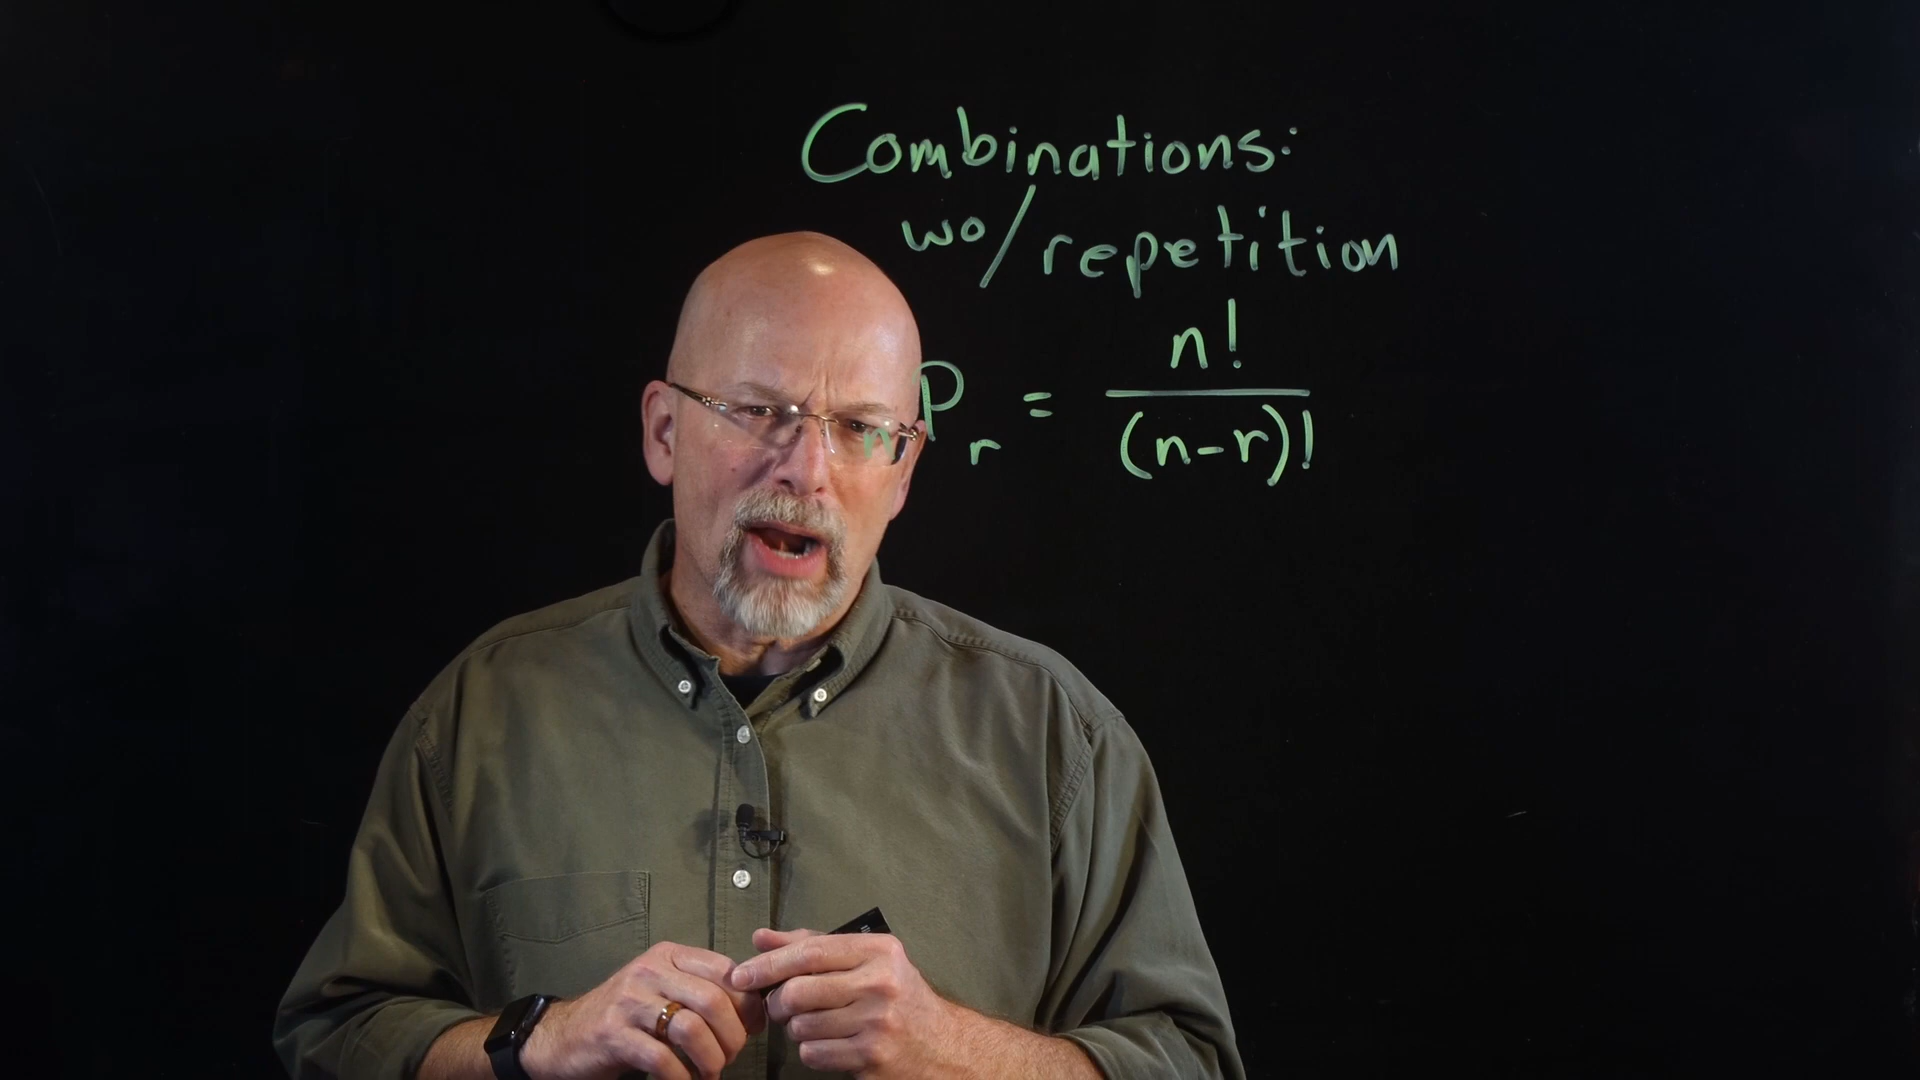 Combinations:
wo/repetition
nPr = n!
(n-r)!